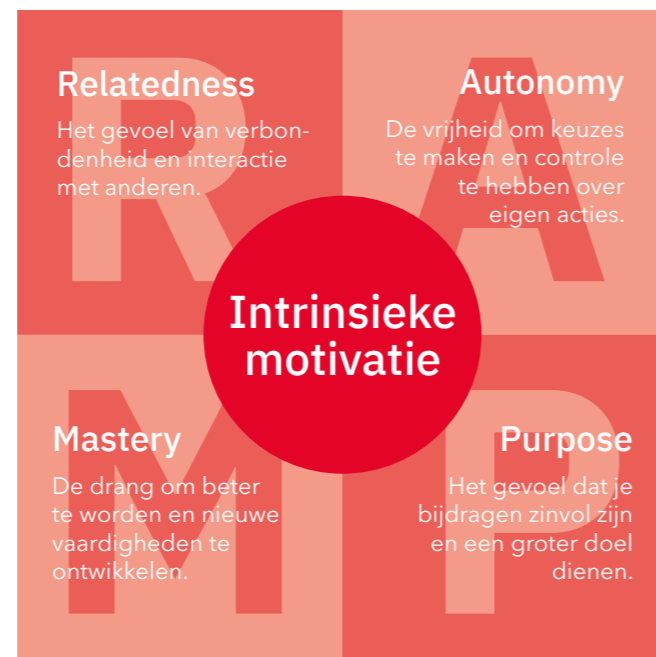 R
Relatedness
Het gevoel van verbon-
denheid en interactie
met anderen.
A
Autonomy
De vrijheid om keuzes
te maken en controle
te hebben over
eigen acties.
Intrinsieke
motivatie
M
Mastery
De drang om beter
te worden en nieuwe
vaardigheden te
ontwikkelen.
P
Purpose
Het gevoel dat je
bijdragen zinvol zijn
en een groter doel
dienen.